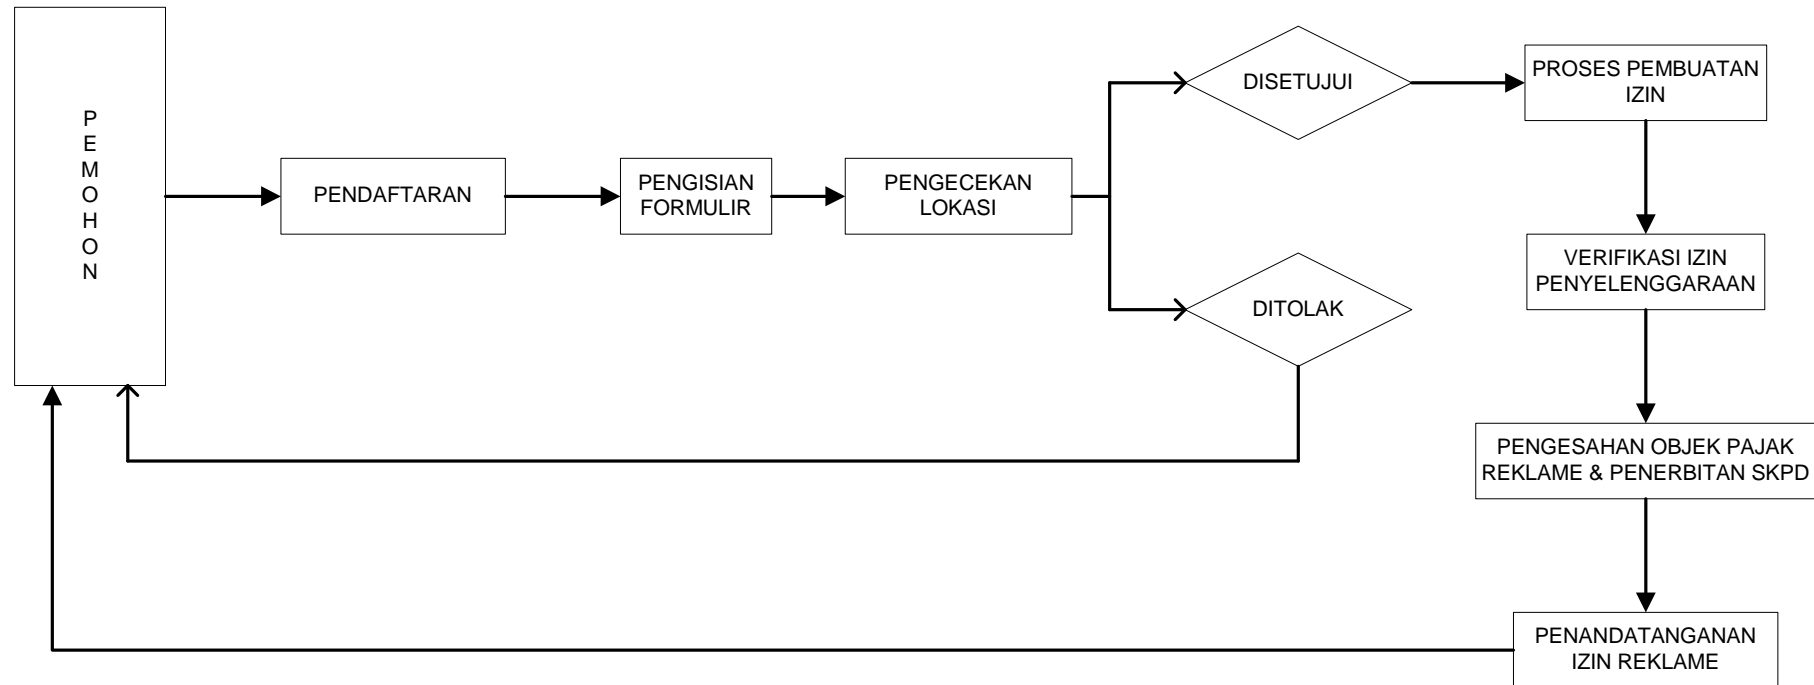 PEMOHON
PENDAFTARAN
PENGISIAN
FORMULIR
PENGECEKAN
LOKASI
DISETUJUI
DITOLAK
PROSES PEMBUATAN
IZIN
VERIFIKASI IZIN
PENYELENGGARAAN
PENGESAHAN OBJEK PAJAK
REKLAME & PENERBITAN SKPD
PENANDATANGANAN
IZIN REKLAME